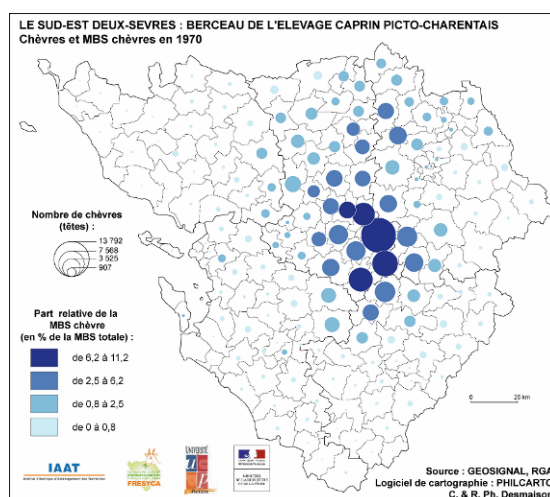 LE SUD-EST DEUX-SEVRES : BERCEAU DE L'ELEVAGE CAPRIN PICTO-CHARENTAIS
Chèvres et MBS chèvres en 1970
Nombre de chèvres
(têtes) :
13 792
7 568
3 525
907
Part relative de la
MBS chèvre
(en % de la MBS totale) :
de 6,2 à 11,2
de 2,5 à 6,2
de 0,8 à 2,5
de 0 à 0,8
20 km
IAAT
FRESYCA
UNIVERSITÉ
Source : GEOSIGNAL, RGA
Logiciel de cartographie : PHILCARTO
C. & R. Ph. Desmaison